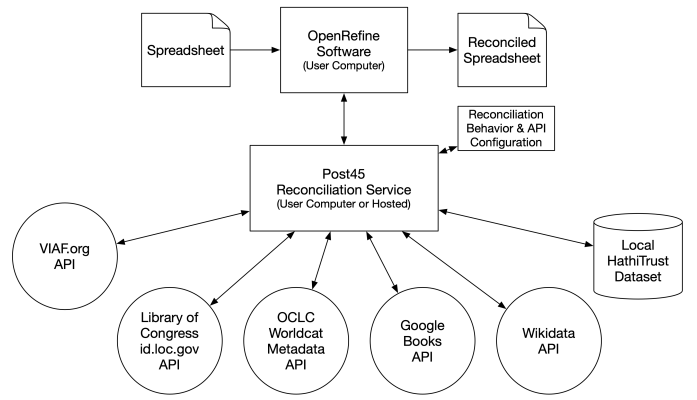 Spreadsheet
OpenRefine
Software
(User Computer)
Reconciled
Spreadsheet
Reconciliation
Behavior & API
Configuration
Post45
Reconciliation Service
(User Computer or Hosted)
VIAF.org
API
Local
HathiTrust
Dataset
Library of
Congress
id.loc.gov
API
OCLC
Worldcat
Metadata
API
Google
Books
API
Wikidata
API